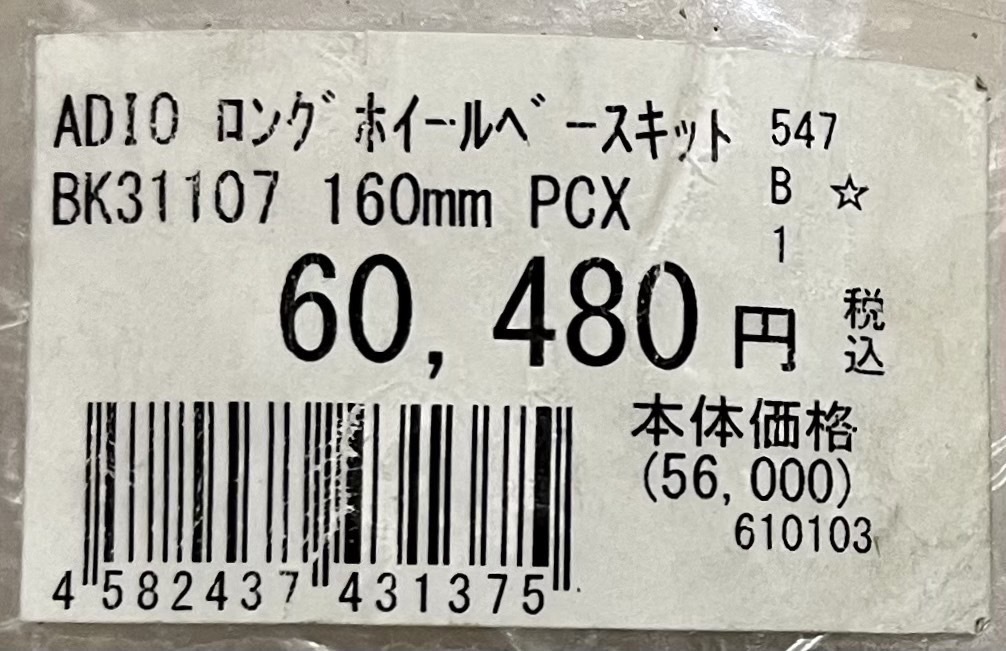 ADIO ﾛﾝｸﾞﾎｲｰﾙﾍﾞｰｽｷｯﾄ 547
BK31107 160mm PCX B ☆
1
60,480円 税込
本体価格
(56,000)
610103
4 582437 431375